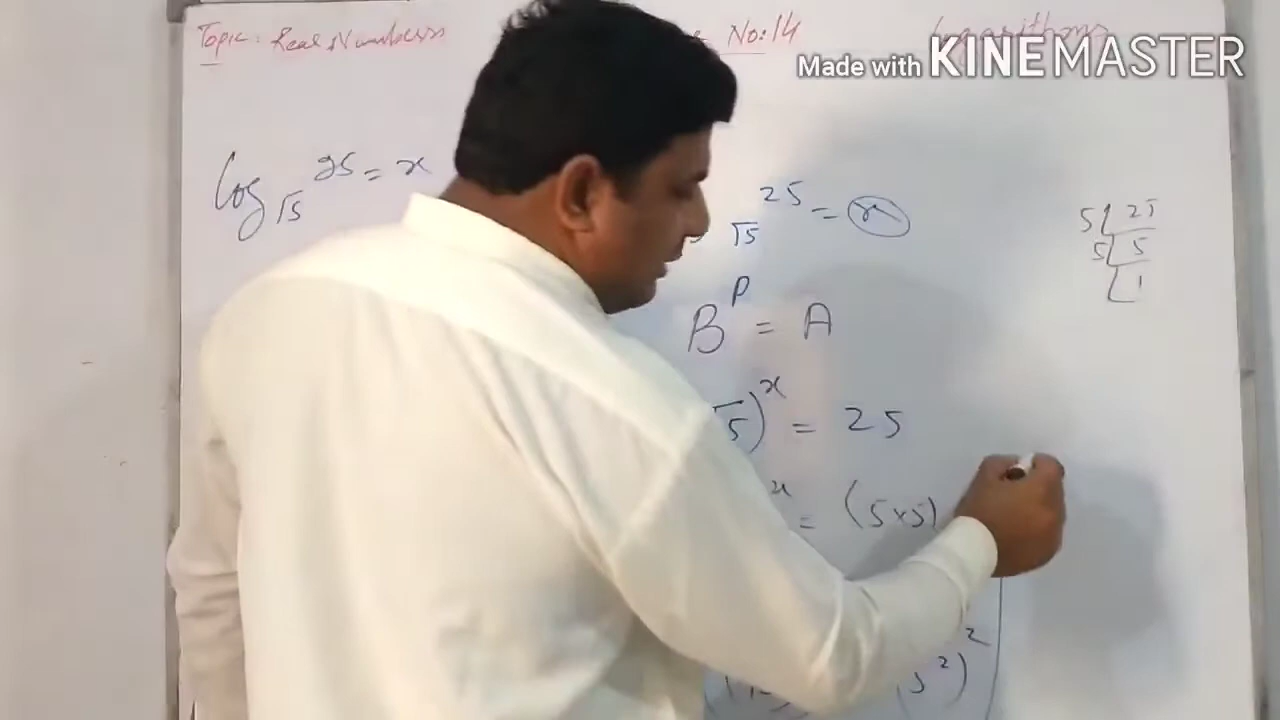 Topic: Real Numbers No:14 Logarithms
Made with KINEMASTER
log√5 25 = x
√5 25 = x
5 25
5 5
1
B^P = A
√5)^x = 25
x = (5×5)